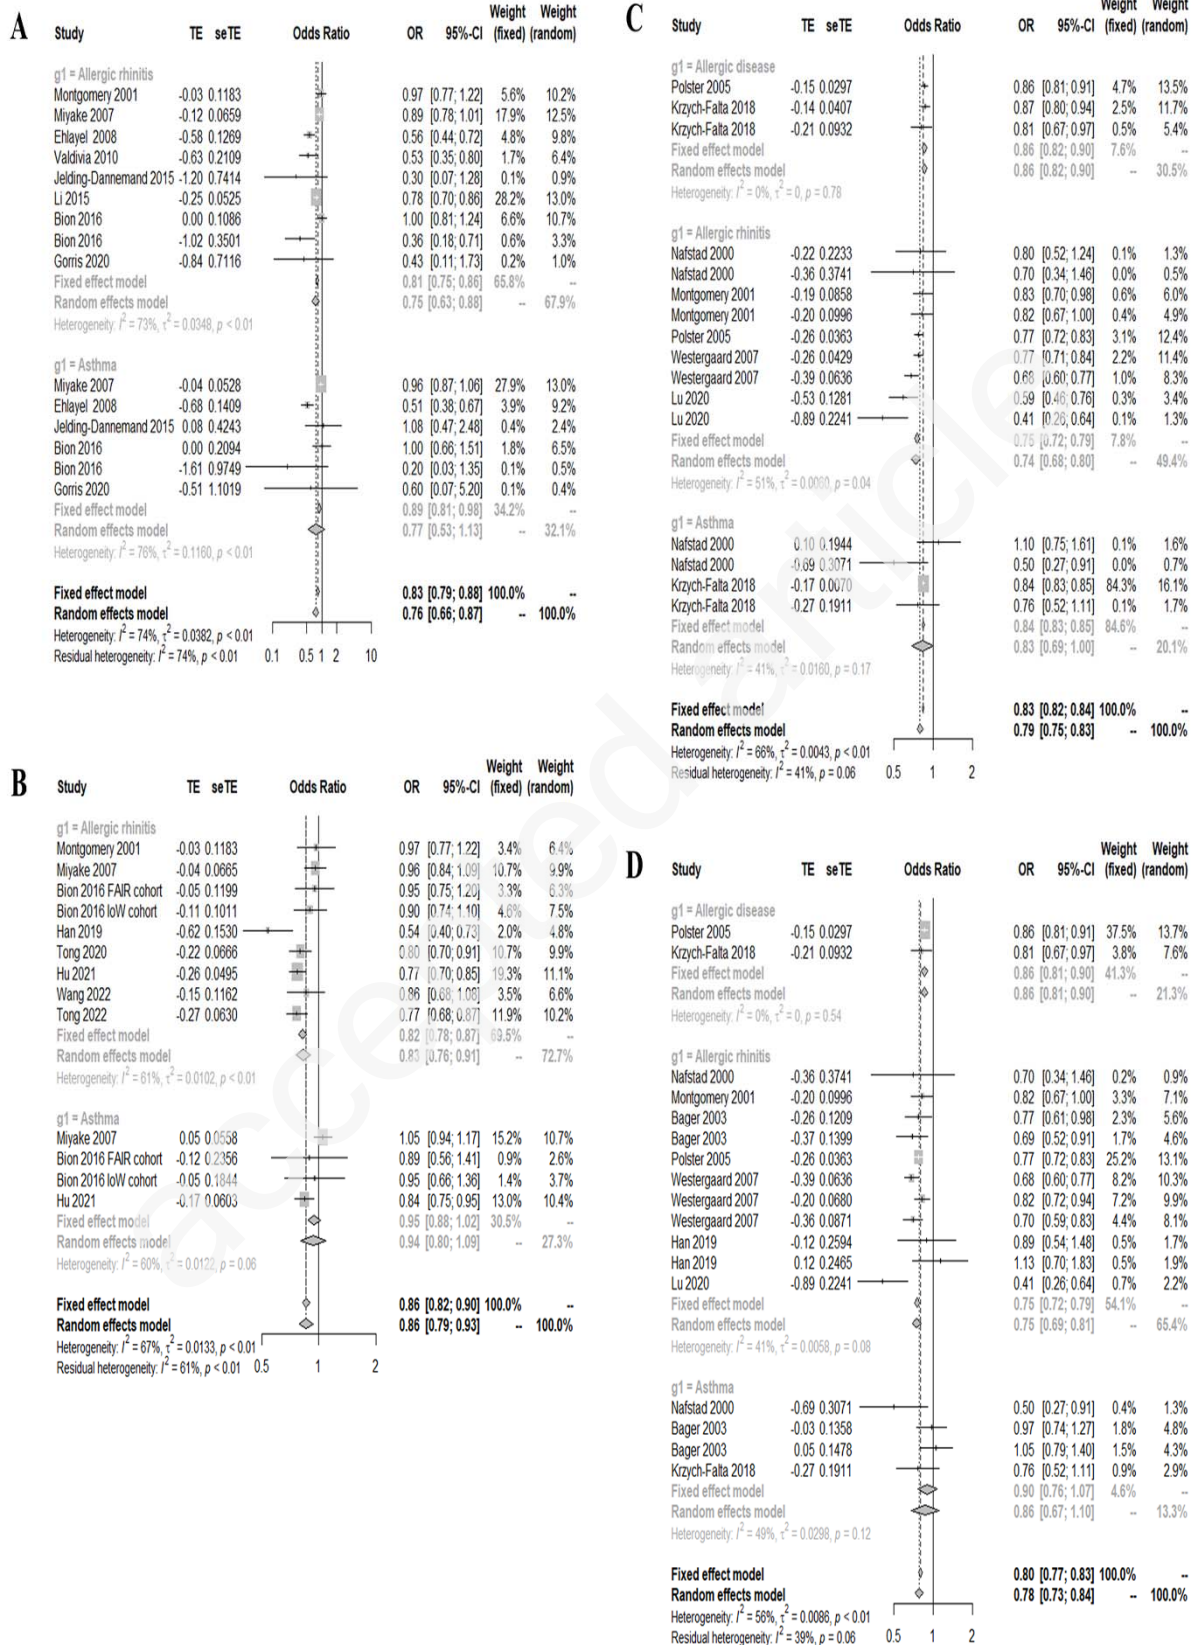 A
Study TE seTE Odds Ratio OR 95%-CI Weight (fixed) Weight (random)
g1 = Allergic rhinitis
Montgomery 2001 -0.03 0.1183 0.97 [0.77; 1.22] 5.6% 10.2%
Miyake 2007 -0.12 0.0659 0.89 [0.78; 1.01] 17.9% 12.5%
Ehlayel 2008 -0.58 0.1269 0.56 [0.44; 0.72] 4.8% 9.8%
Valdivia 2010 -0.63 0.2109 0.53 [0.35; 0.80] 1.7% 6.4%
Jelding-Dannemand 2015 -1.20 0.7414 0.30 [0.07; 1.28] 0.1% 0.9%
Li 2015 -0.25 0.0525 0.78 [0.70; 0.86] 28.2% 13.0%
Bion 2016 0.00 0.1086 1.00 [0.81; 1.24] 6.6% 10.7%
Bion 2016 -1.02 0.3501 0.36 [0.18; 0.71] 0.6% 3.3%
Gorris 2020 -0.84 0.7116 0.43 [0.11; 1.73] 0.2% 1.0%
Fixed effect model 0.81 [0.75; 0.86] 65.8% --
Random effects model 0.75 [0.63; 0.88] -- 67.9%
Heterogeneity: I² = 73%, τ² = 0.0348, p < 0.01
g1 = Asthma
Miyake 2007 -0.04 0.0528 0.96 [0.87; 1.06] 27.9% 13.0%
Ehlayel 2008 -0.68 0.1409 0.51 [0.38; 0.67] 3.9% 9.2%
Jelding-Dannemand 2015 0.08 0.4243 1.08 [0.47; 2.48] 0.4% 2.4%
Bion 2016 0.00 0.2094 1.00 [0.66; 1.51] 1.8% 6.5%
Bion 2016 -1.61 0.9749 0.20 [0.03; 1.35] 0.1% 0.5%
Gorris 2020 -0.51 1.1019 0.60 [0.07; 5.20] 0.1% 0.4%
Fixed effect model 0.89 [0.81; 0.98] 34.2% --
Random effects model 0.77 [0.53; 1.13] -- 32.1%
Heterogeneity: I² = 76%, τ² = 0.1160, p < 0.01
Fixed effect model 0.83 [0.79; 0.88] 100.0% --
Random effects model 0.76 [0.66; 0.87] -- 100.0%
Heterogeneity: I² = 74%, τ² = 0.0382, p < 0.01
Residual heterogeneity: I² = 74%, p < 0.01 0.1 0.5 1 2 10
B
Study TE seTE Odds Ratio OR 95%-CI Weight (fixed) Weight (random)
g1 = Allergic rhinitis
Montgomery 2001 -0.03 0.1183 0.97 [0.77; 1.22] 3.4% 6.4%
Miyake 2007 -0.04 0.0665 0.96 [0.84; 1.09] 10.7% 9.9%
Bion 2016 FAIR cohort -0.05 0.1199 0.95 [0.75; 1.20] 3.3% 6.3%
Bion 2016 IoW cohort -0.11 0.1011 0.90 [0.74; 1.10] 4.6% 7.5%
Han 2019 -0.62 0.1530 0.54 [0.40; 0.73] 2.0% 4.8%
Tong 2020 -0.22 0.0666 0.80 [0.70; 0.91] 10.7% 9.9%
Hu 2021 -0.26 0.0495 0.77 [0.70; 0.85] 19.3% 11.1%
Wang 2022 -0.15 0.1162 0.86 [0.68; 1.08] 3.5% 6.6%
Tong 2022 -0.27 0.0630 0.77 [0.68; 0.87] 11.9% 10.2%
Fixed effect model 0.82 [0.78; 0.87] 69.5% --
Random effects model 0.83 [0.76; 0.91] -- 72.7%
Heterogeneity: I² = 61%, τ² = 0.0102, p < 0.01
g1 = Asthma
Miyake 2007 0.05 0.0558 1.05 [0.94; 1.17] 15.2% 10.7%
Bion 2016 FAIR cohort -0.12 0.2356 0.89 [0.56; 1.41] 0.9% 2.6%
Bion 2016 IoW cohort -0.05 0.1844 0.95 [0.66; 1.36] 1.4% 3.7%
Hu 2021 -0.17 0.0603 0.84 [0.75; 0.95] 13.0% 10.4%
Fixed effect model 0.95 [0.88; 1.02] 30.5% --
Random effects model 0.94 [0.80; 1.09] -- 27.3%
Heterogeneity: I² = 60%, τ² = 0.0122, p = 0.06
Fixed effect model 0.86 [0.82; 0.90] 100.0% --
Random effects model 0.86 [0.79; 0.93] -- 100.0%
Heterogeneity: I² = 67%, τ² = 0.0133, p < 0.01
Residual heterogeneity: I² = 61%, p < 0.01 0.5 1 2
C
Study TE seTE Odds Ratio OR 95%-CI Weight (fixed) Weight (random)
g1 = Allergic disease
Polster 2005 -0.15 0.0297 0.86 [0.81; 0.91] 4.7% 13.5%
Krzych-Falta 2018 -0.14 0.0407 0.87 [0.80; 0.94] 2.5% 11.7%
Krzych-Falta 2018 -0.21 0.0932 0.81 [0.67; 0.97] 0.5% 5.4%
Fixed effect model 0.86 [0.82; 0.90] 7.6% --
Random effects model 0.86 [0.82; 0.90] -- 30.5%
Heterogeneity: I² = 0%, τ² = 0, p = 0.78
g1 = Allergic rhinitis
Nafstad 2000 -0.22 0.2233 0.80 [0.52; 1.24] 0.1% 1.3%
Nafstad 2000 -0.36 0.3741 0.70 [0.34; 1.46] 0.0% 0.5%
Montgomery 2001 -0.19 0.0858 0.83 [0.70; 0.98] 0.6% 6.0%
Montgomery 2001 -0.20 0.0996 0.82 [0.67; 1.00] 0.4% 4.9%
Polster 2005 -0.26 0.0363 0.77 [0.72; 0.83] 3.1% 12.4%
Westergaard 2007 -0.26 0.0429 0.77 [0.71; 0.84] 2.2% 11.4%
Westergaard 2007 -0.39 0.0636 0.68 [0.60; 0.77] 1.0% 8.3%
Lu 2020 -0.53 0.1281 0.59 [0.46; 0.76] 0.3% 3.4%
Lu 2020 -0.89 0.2241 0.41 [0.26; 0.64] 0.1% 1.3%
Fixed effect model 0.75 [0.72; 0.79] 7.8% --
Random effects model 0.74 [0.68; 0.80] -- 49.4%
Heterogeneity: I² = 51%, τ² = 0.0060, p = 0.04
g1 = Asthma
Nafstad 2000 0.10 0.1944 1.10 [0.75; 1.61] 0.1% 1.6%
Nafstad 2000 -0.69 0.3071 0.50 [0.27; 0.91] 0.0% 0.7%
Krzych-Falta 2018 -0.17 0.0070 0.84 [0.83; 0.85] 84.3% 16.1%
Krzych-Falta 2018 -0.27 0.1911 0.76 [0.52; 1.11] 0.1% 1.7%
Fixed effect model 0.84 [0.83; 0.85] 84.6% --
Random effects model 0.83 [0.69; 1.00] -- 20.1%
Heterogeneity: I² = 41%, τ² = 0.0160, p = 0.17
Fixed effect model 0.83 [0.82; 0.84] 100.0% --
Random effects model 0.79 [0.75; 0.83] -- 100.0%
Heterogeneity: I² = 66%, τ² = 0.0043, p < 0.01
Residual heterogeneity: I² = 41%, p = 0.06 0.5 1 2
D
Study TE seTE Odds Ratio OR 95%-CI Weight (fixed) Weight (random)
g1 = Allergic disease
Polster 2005 -0.15 0.0297 0.86 [0.81; 0.91] 37.5% 13.7%
Krzych-Falta 2018 -0.21 0.0932 0.81 [0.67; 0.97] 3.8% 7.6%
Fixed effect model 0.86 [0.81; 0.90] 41.3% --
Random effects model 0.86 [0.81; 0.90] -- 21.3%
Heterogeneity: I² = 0%, τ² = 0, p = 0.54
g1 = Allergic rhinitis
Nafstad 2000 -0.36 0.3741 0.70 [0.34; 1.46] 0.2% 0.9%
Montgomery 2001 -0.20 0.0996 0.82 [0.67; 1.00] 3.3% 7.1%
Bager 2003 -0.26 0.1209 0.77 [0.61; 0.98] 2.3% 5.6%
Bager 2003 -0.37 0.1399 0.69 [0.52; 0.91] 1.7% 4.6%
Polster 2005 -0.26 0.0363 0.77 [0.72; 0.83] 25.2% 13.1%
Westergaard 2007 -0.39 0.0636 0.68 [0.60; 0.77] 8.2% 10.3%
Westergaard 2007 -0.20 0.0680 0.82 [0.72; 0.94] 7.2% 9.9%
Westergaard 2007 -0.36 0.0871 0.70 [0.59; 0.83] 4.4% 8.1%
Han 2019 -0.12 0.2594 0.89 [0.54; 1.48] 0.5% 1.7%
Han 2019 0.12 0.2465 1.13 [0.70; 1.83] 0.5% 1.9%
Lu 2020 -0.89 0.2241 0.41 [0.26; 0.64] 0.7% 2.2%
Fixed effect model 0.75 [0.72; 0.79] 54.1% --
Random effects model 0.75 [0.69; 0.81] -- 65.4%
Heterogeneity: I² = 41%, τ² = 0.0058, p = 0.08
g1 = Asthma
Nafstad 2000 -0.69 0.3071 0.50 [0.27; 0.91] 0.4% 1.3%
Bager 2003 -0.03 0.1358 0.97 [0.74; 1.27] 1.8% 4.8%
Bager 2003 0.05 0.1478 1.05 [0.79; 1.40] 1.5% 4.3%
Krzych-Falta 2018 -0.27 0.1911 0.76 [0.52; 1.11] 0.9% 2.9%
Fixed effect model 0.90 [0.76; 1.07] 4.6% --
Random effects model 0.86 [0.67; 1.10] -- 13.3%
Heterogeneity: I² = 49%, τ² = 0.0298, p = 0.12
Fixed effect model 0.80 [0.77; 0.83] 100.0% --
Random effects model 0.78 [0.73; 0.84] -- 100.0%
Heterogeneity: I² = 56%, τ² = 0.0086, p < 0.01
Residual heterogeneity: I² = 39%, p = 0.06 0.5 1 2
accepted article